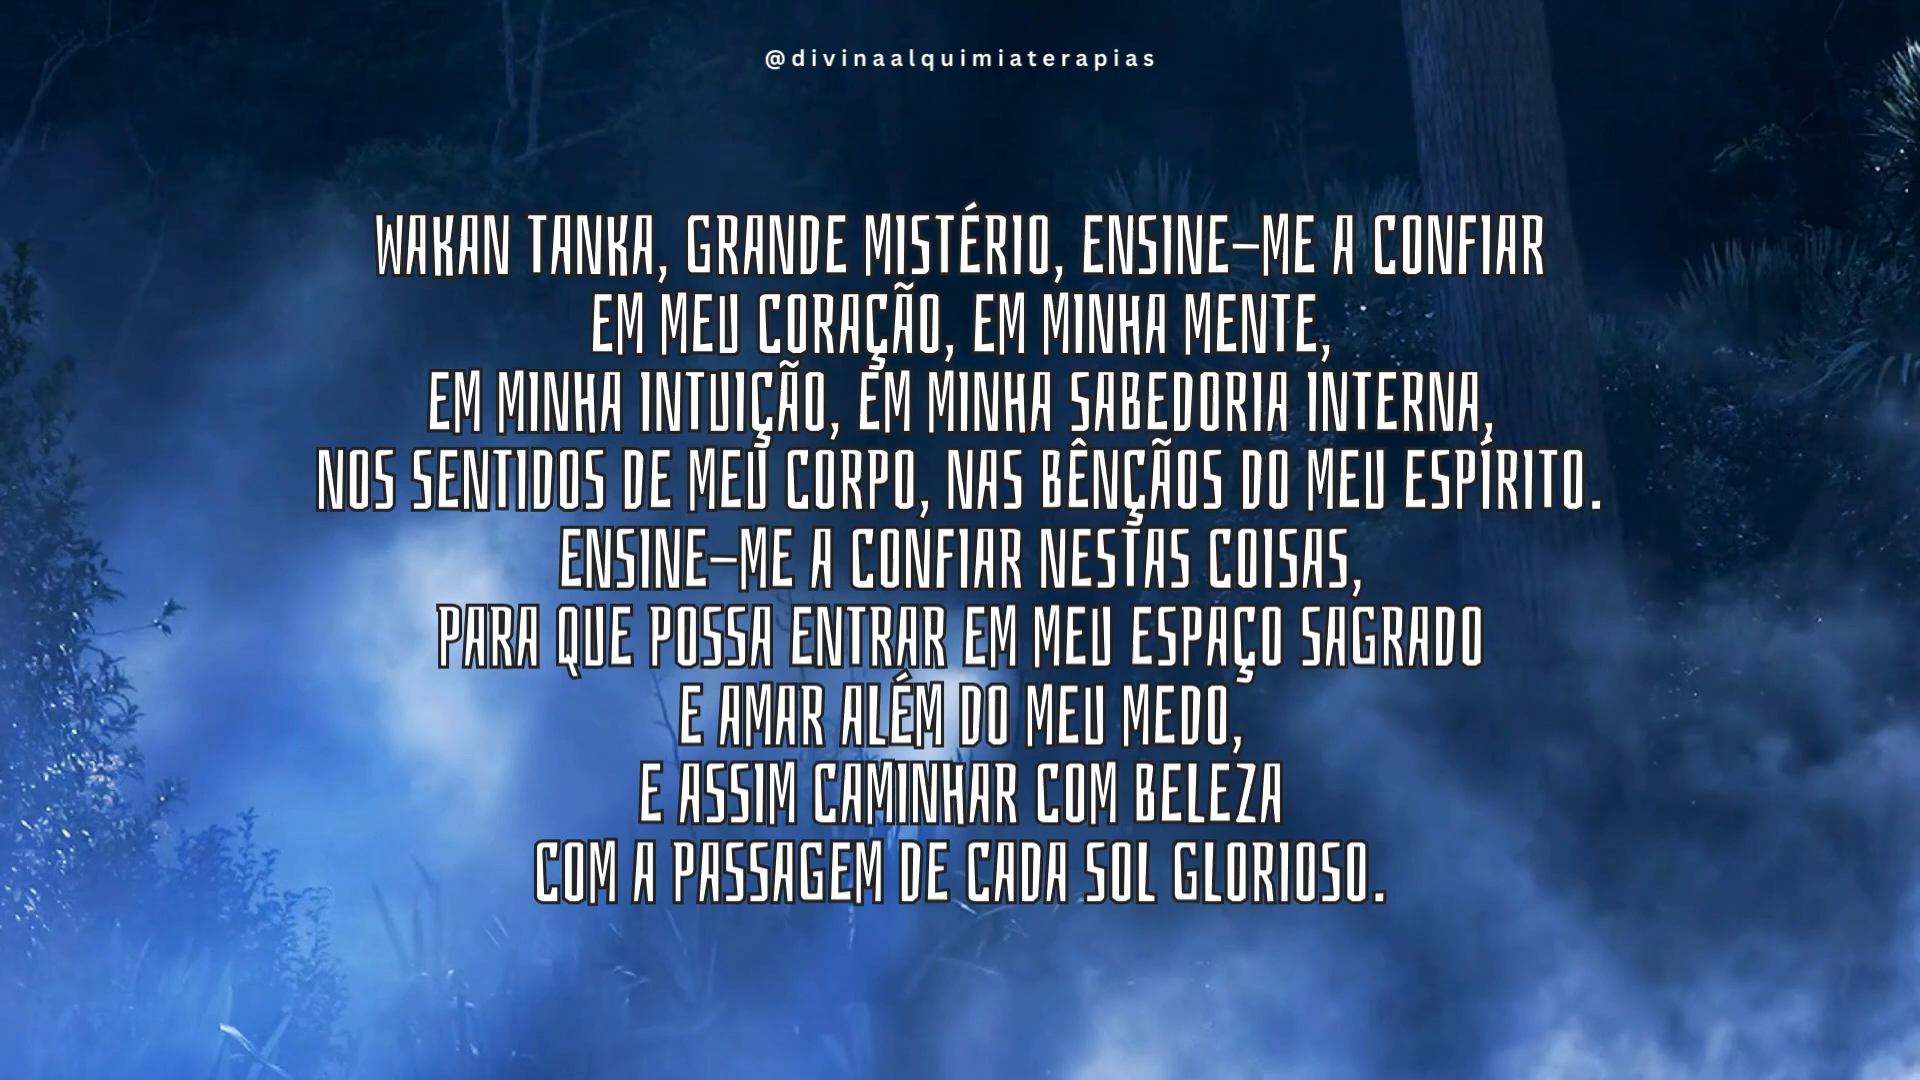 @divinaalquimiaterapias
WAKAN TANKA, GRANDE MISTÉRIO, ENSINE-ME A CONFIAR
EM MEU CORAÇÃO, EM MINHA MENTE,
EM MINHA INTUIÇÃO, EM MINHA SABEDORIA INTERNA,
NOS SENTIDOS DE MEU CORPO, NAS BÊNÇÃOS DO MEU ESPÍRITO.
ENSINE-ME A CONFIAR NESTAS COISAS,
PARA QUE POSSA ENTRAR EM MEU ESPAÇO SAGRADO
E AMAR ALÉM DO MEU MEDO,
E ASSIM CAMINHAR COM BELEZA
COM A PASSAGEM DE CADA SOL GLORIOSO.